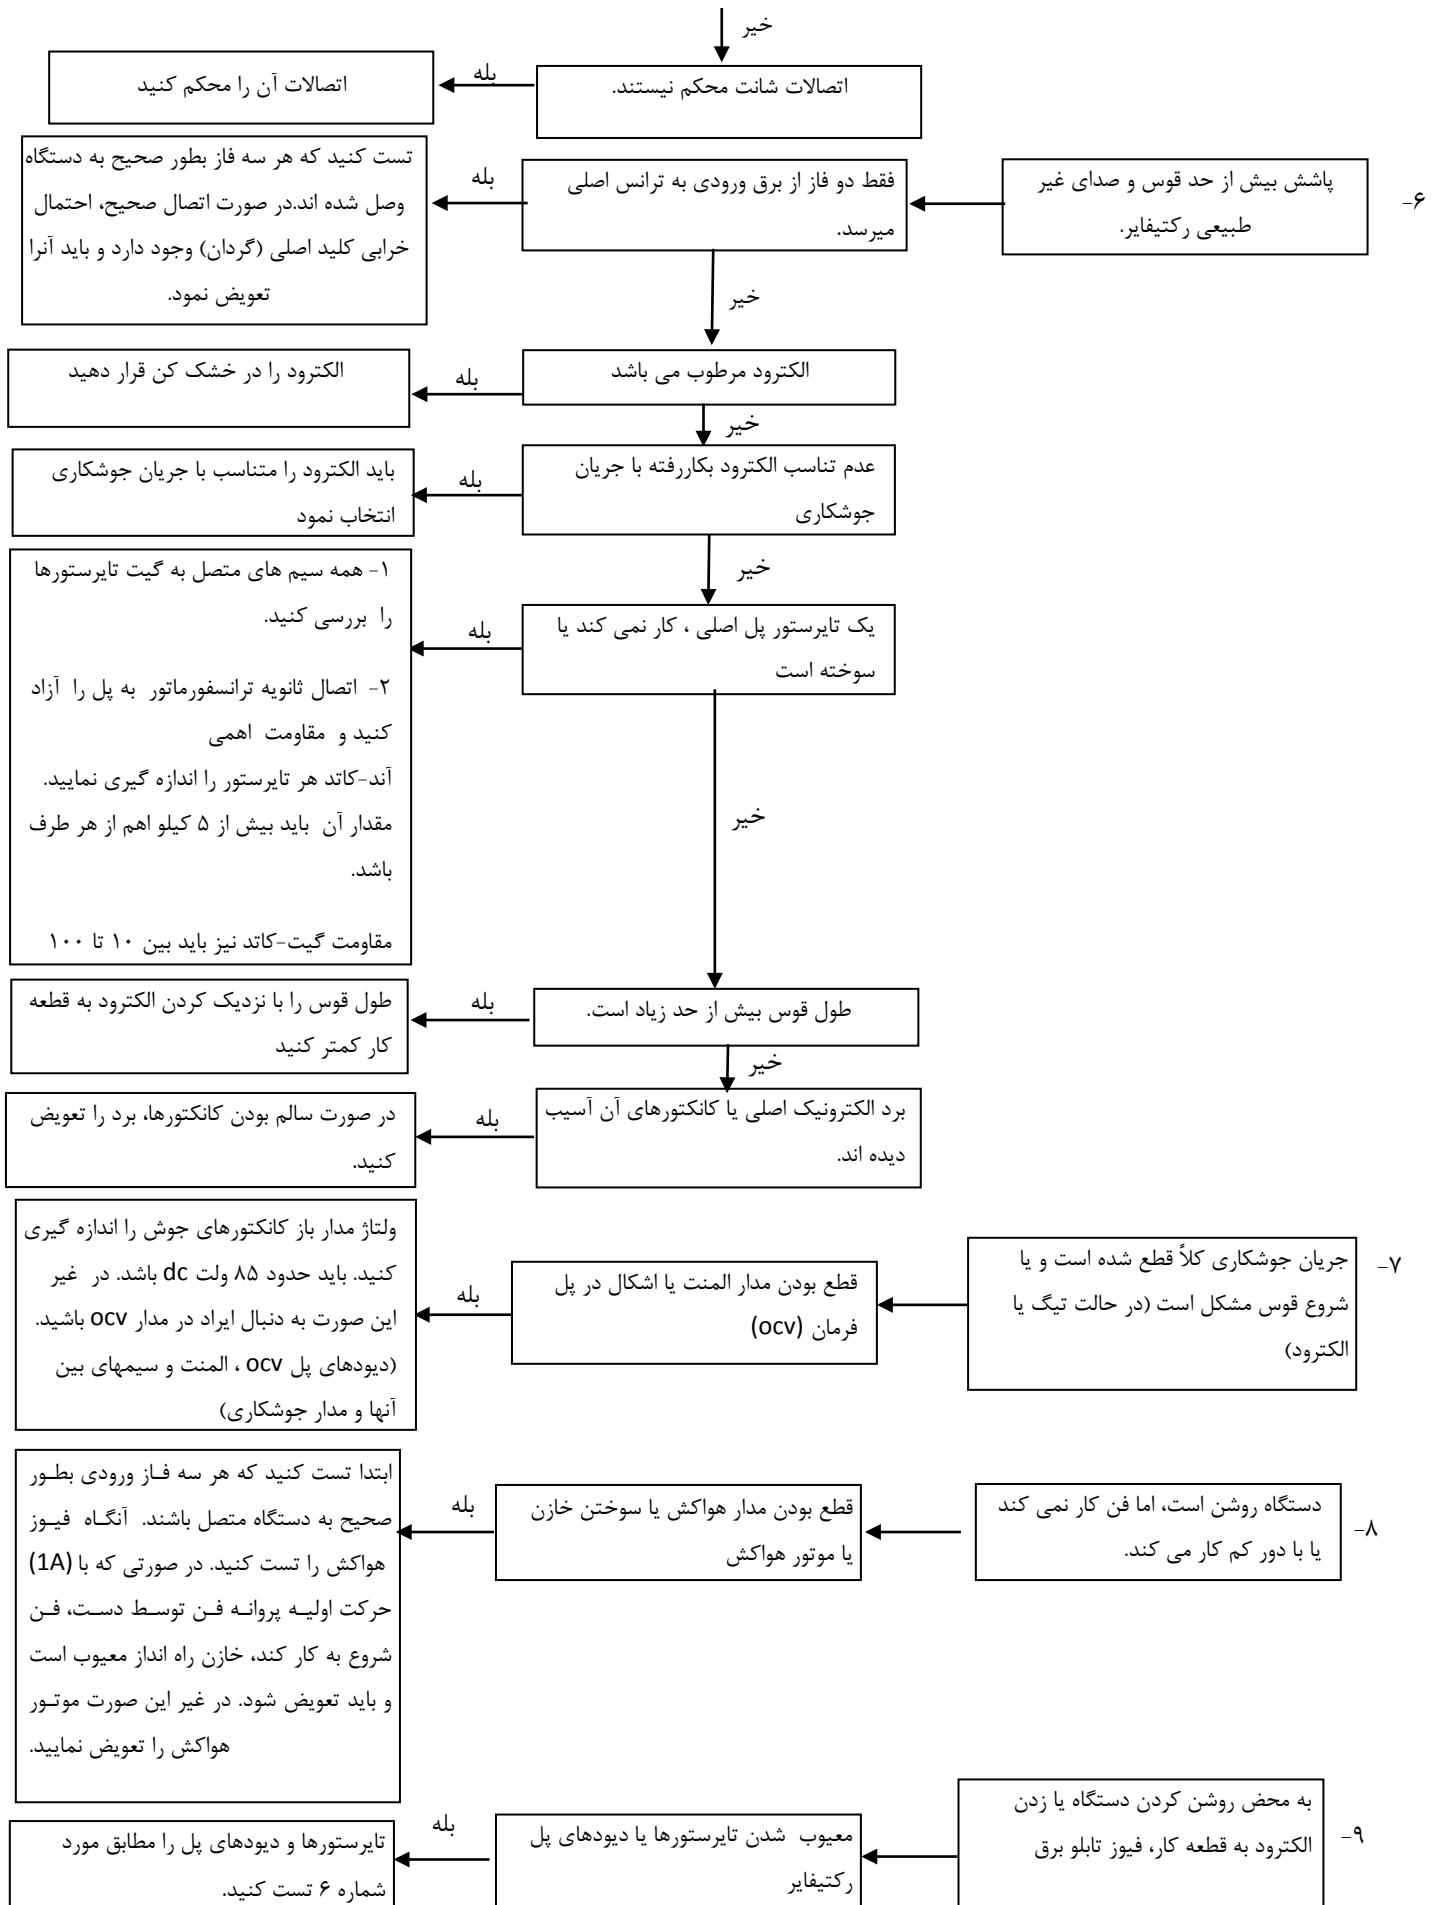 خیر
اتصالات شانت محکم نیستند.
بله
اتصالات آن را محکم کنید
۶-
پاشش بیش از حد قوس و صدای غیر
طبیعی رکتیفایر.
فقط دو فاز از برق ورودی به ترانس اصلی
میرسد.
بله
تست کنید که هر سه فاز بطور صحیح به دستگاه
وصل شده اند.در صورت اتصال صحیح، احتمال
خرابی کلید اصلی (گردان) وجود دارد و باید آنرا
تعویض نمود.
خیر
الکترود مرطوب می باشد
بله
الکترود را در خشک کن قرار دهید
خیر
عدم تناسب الکترود بکاررفته با جریان
جوشکاری
بله
باید الکترود را متناسب با جریان جوشکاری
انتخاب نمود
خیر
یک تایرستور پل اصلی ، کار نمی کند یا
سوخته است
بله
۱- همه سیم های متصل به گیت تایرستورها
را بررسی کنید.
۲- اتصال ثانویه ترانسفورماتور به پل را آزاد
کنید و مقاومت اهمی
آند-کاتد هر تایرستور را اندازه گیری نمایید.
مقدار آن باید بیش از ۵ کیلو اهم از هر طرف
باشد.
مقاومت گیت-کاتد نیز باید بین ۱۰ تا ۱۰۰
خیر
طول قوس بیش از حد زیاد است.
بله
طول قوس را با نزدیک کردن الکترود به قطعه
کار کمتر کنید
خیر
برد الکترونیک اصلی یا کانکتورهای آن آسیب
دیده اند.
بله
در صورت سالم بودن کانکتورها، برد را تعویض
کنید.
۷-
جریان جوشکاری کلاً قطع شده است و یا
شروع قوس مشکل است (در حالت تیگ یا
الکترود)
قطع بودن مدار المنت یا اشکال در پل
فرمان (ocv)
بله
ولتاژ مدار باز کانکتورهای جوش را اندازه گیری
کنید. باید حدود ۸۵ ولت dc باشد. در غیر
این صورت به دنبال ایراد در مدار ocv باشید.
(دیودهای پل ocv ، المنت و سیمهای بین
آنها و مدار جوشکاری)
۸-
دستگاه روشن است، اما فن کار نمی کند
یا با دور کم کار می کند.
قطع بودن مدار هواکش یا سوختن خازن
یا موتور هواکش
بله
ابتدا تست کنید که هر سه فـاز ورودی بطـور
صحیح به دستگاه متصل باشند. آنگـاه فیـوز
هواکش را تست کنید. در صورتی که با (1A)
حرکت اولیـه پروانـه فـن توسـط دسـت، فـن
شروع به کار کند، خازن راه انداز معیوب است
و باید تعویض شود. در غیر این صورت موتـور
هواکش را تعویض نمایید.
۹-
به محض روشن کردن دستگاه یا زدن
الکترود به قطعه کار، فیوز تابلو برق
معیوب شدن تایرستورها یا دیودهای پل
رکتیفایر
بله
تایرستورها و دیودهای پل را مطابق مورد
شماره ۶ تست کنید.